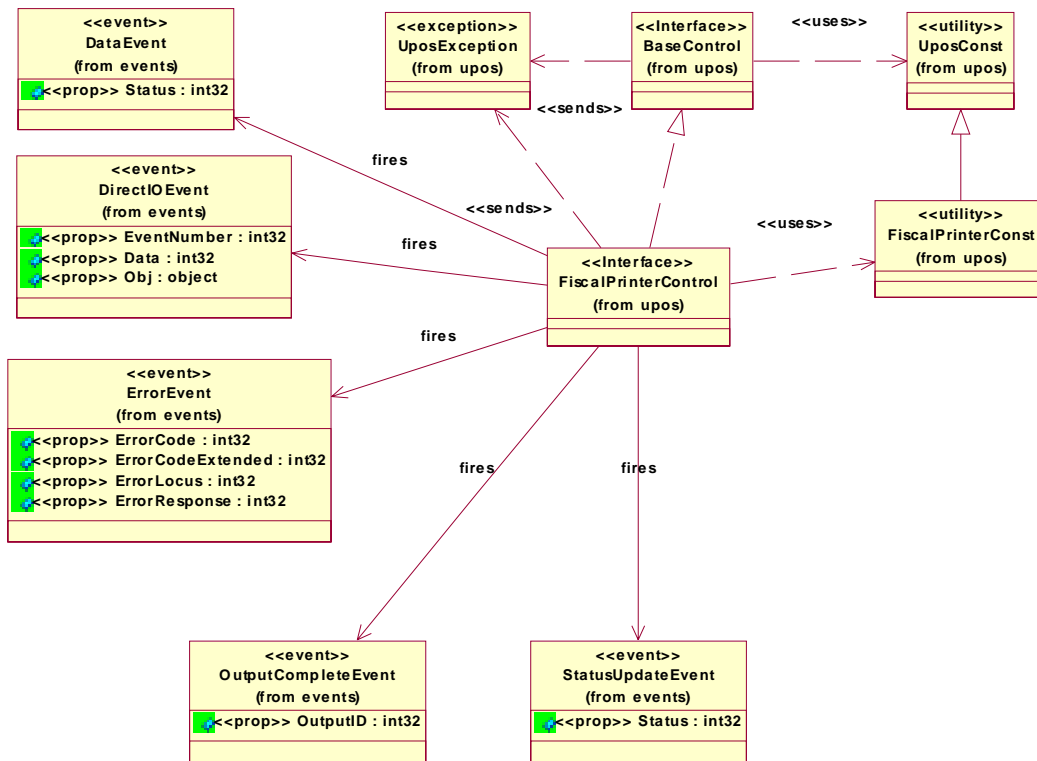 <<event>>
DataEvent
(from events)
<<prop>> Status : int32
<<exception>>
UposException
(from upos)
<<Interface>>
BaseControl
(from upos)
<<uses>>
<<utility>>
UposConst
(from upos)
<<sends>>
fires
<<event>>
DirectIOEvent
(from events)
<<prop>> EventNumber : int32
<<prop>> Data : int32
<<prop>> Obj : object
<<sends>>
fires
<<uses>>
<<utility>>
FiscalPrinterConst
(from upos)
<<Interface>>
FiscalPrinterControl
(from upos)
fires
<<event>>
ErrorEvent
(from events)
<<prop>> ErrorCode : int32
<<prop>> ErrorCodeExtended : int32
<<prop>> ErrorLocus : int32
<<prop>> ErrorResponse : int32
fires
fires
<<event>>
OutputCompleteEvent
(from events)
<<prop>> OutputID : int32
<<event>>
StatusUpdateEvent
(from events)
<<prop>> Status : int32